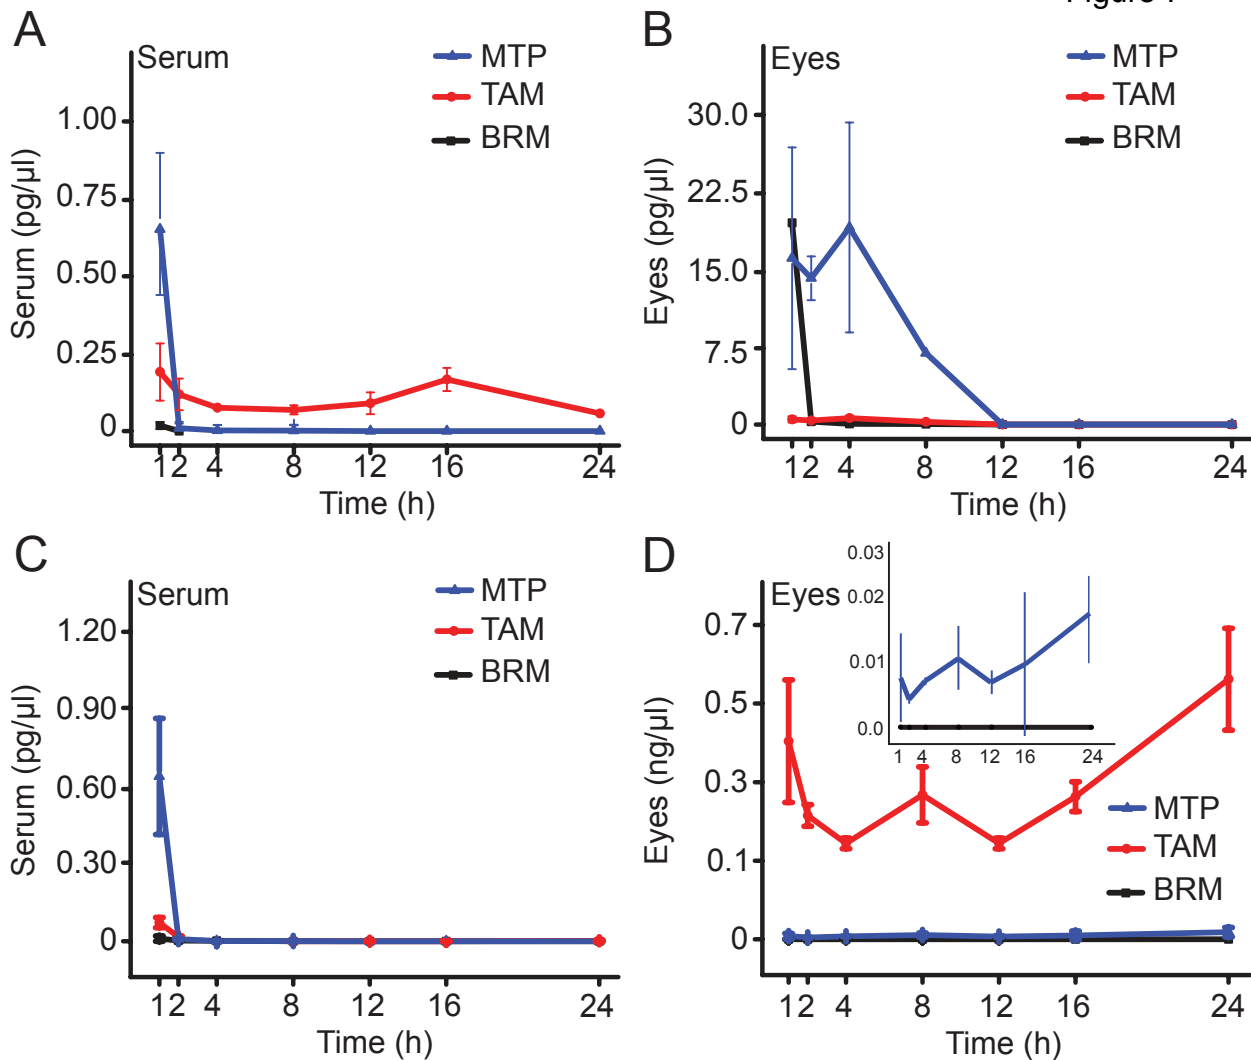 A
Serum
MTP
TAM
BRM
Serum (pg/µl)
1.00
0.75
0.50
0.25
0
1 2 4 8 12 16 24
Time (h)
B
Eyes
MTP
TAM
BRM
Eyes (pg/µl)
30.0
22.5
15.0
7.5
0
1 2 4 8 12 16 24
Time (h)
C
Serum
MTP
TAM
BRM
Serum (pg/µl)
1.20
0.90
0.60
0.30
0
1 2 4 8 12 16 24
Time (h)
D
Eyes
0.03
0.02
0.01
0.0
1 4 8 12 16 24
MTP
TAM
BRM
Eyes (ng/µl)
0.7
0.5
0.3
0.1
0
1 2 4 8 12 16 24
Time (h)